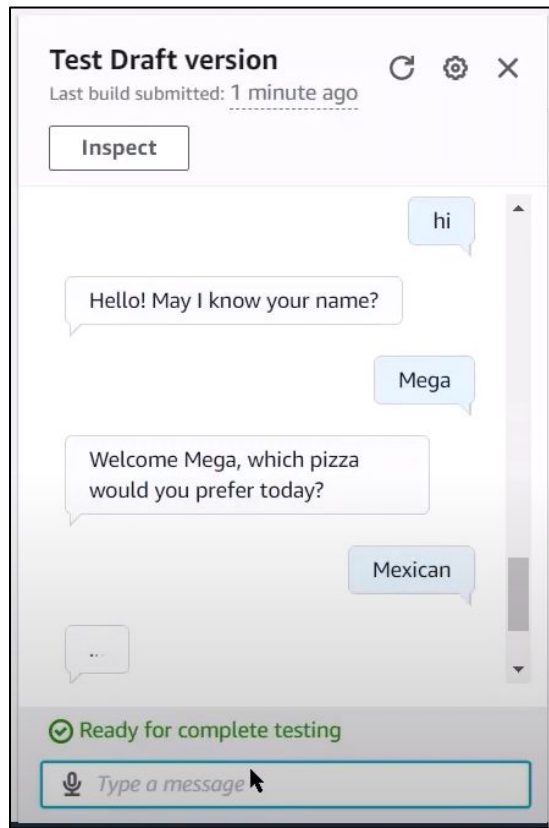 Test Draft version
Last build submitted: 1 minute ago
Inspect
hi
Hello! May I know your name?
Mega
Welcome Mega, which pizza
would you prefer today?
Mexican
...
Ready for complete testing
Type a message